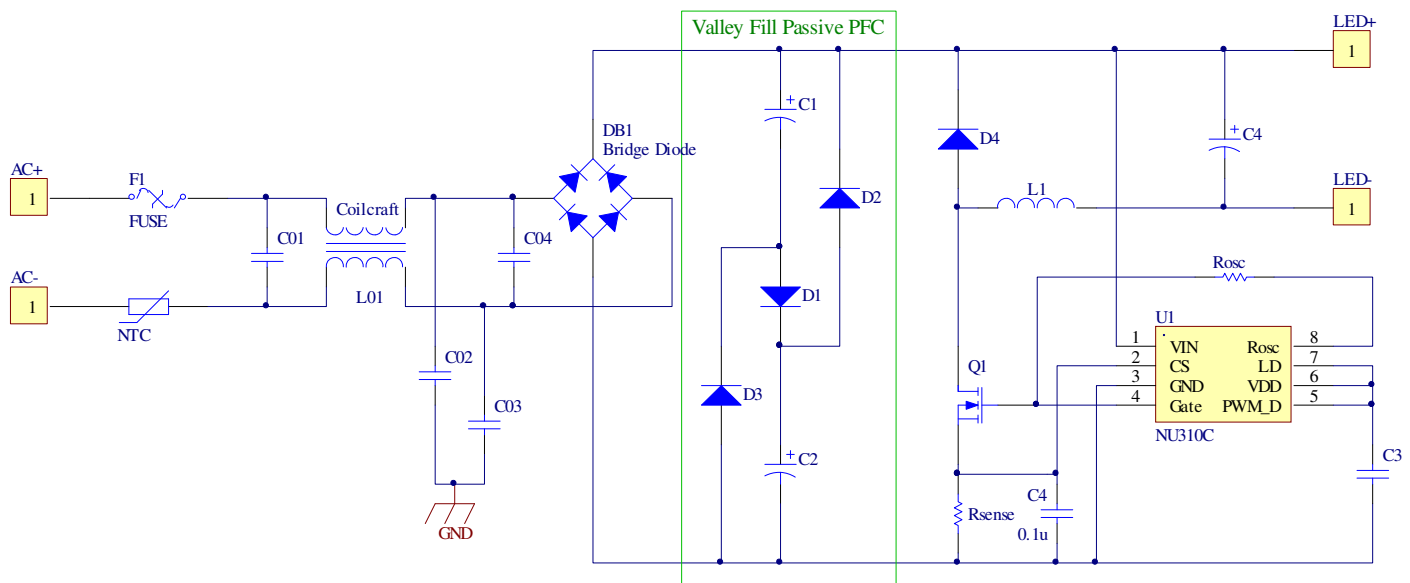 Valley Fill Passive PFC
LED+
1
C1
C4
D4
DB1
Bridge Diode
AC+
1
F1
FUSE
Coilcraft
C01
C04
D2
L1
LED-
1
Rosc
AC-
1
NTC
L01
D1
U1
1 VIN Rosc 8
2 CS LD 7
3 GND VDD 6
4 Gate PWM_D 5
NU310C
C02
C03
D3
Q1
C2
C3
C4
0.1u
Rsense
GND